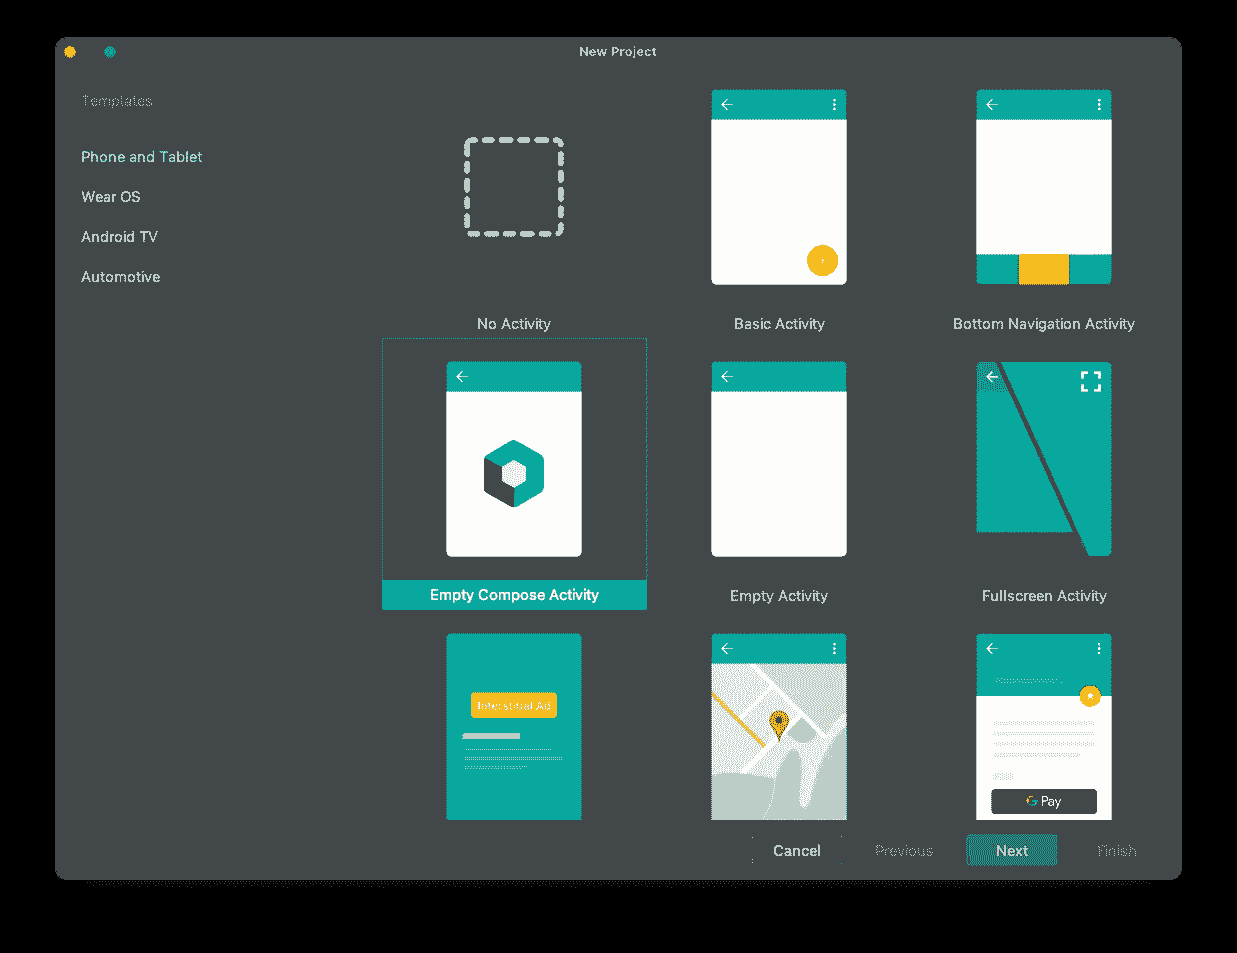 New Project
Templates
Phone and Tablet
Wear OS
Android TV
Automotive
No Activity
Basic Activity
Bottom Navigation Activity
Empty Compose Activity
Empty Activity
Fullscreen Activity
Interstitial Ad
G Pay
Cancel
Previous
Next
Finish